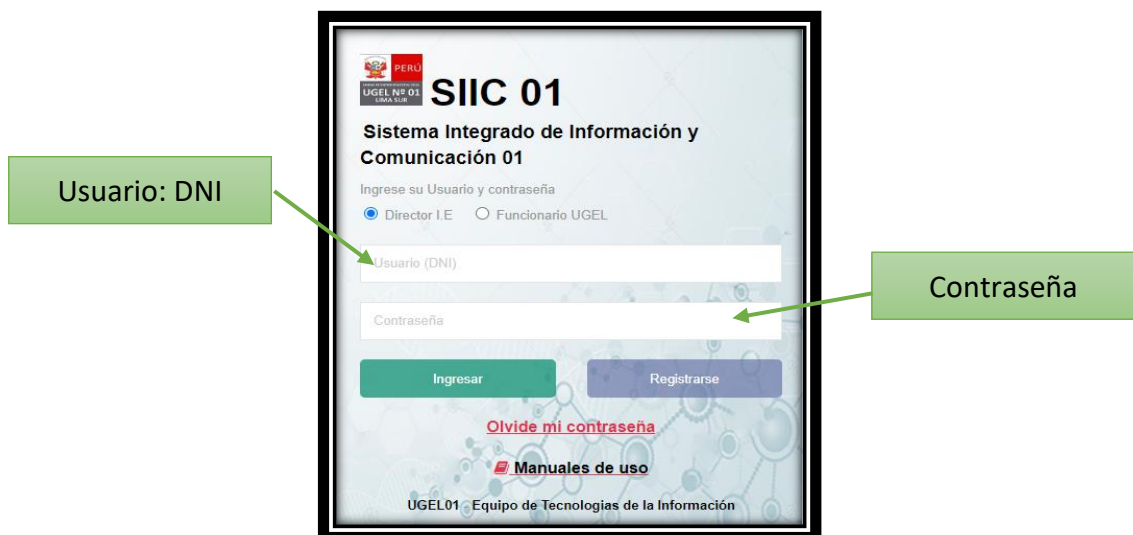 PERÚ
UGEL Nº 01
LIMA SUR
SIIC 01
Sistema Integrado de Información y
Comunicación 01
Usuario: DNI
Ingrese su Usuario y contraseña
Director I.E Funcionario UGEL
Usuario (DNI)
Contraseña
Contraseña
Ingresar Registrarse
Olvide mi contraseña
Manuales de uso
UGEL01 Equipo de Tecnologias de la Información